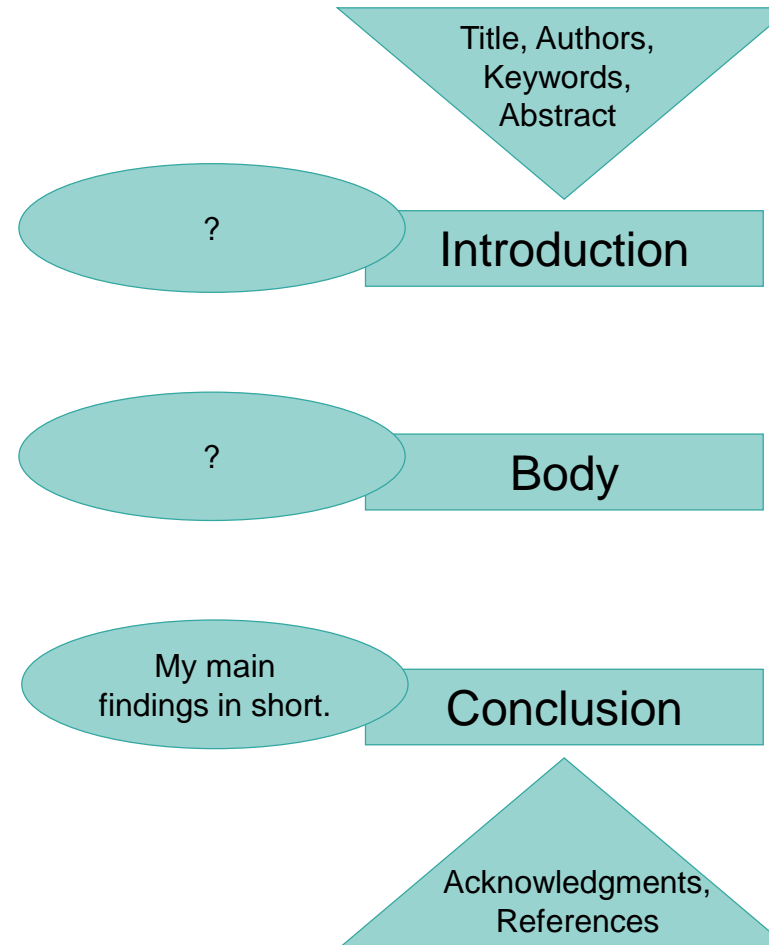 Title, Authors,
Keywords,
Abstract
?
Introduction
?
Body
My main
findings in short.
Conclusion
Acknowledgments,
References